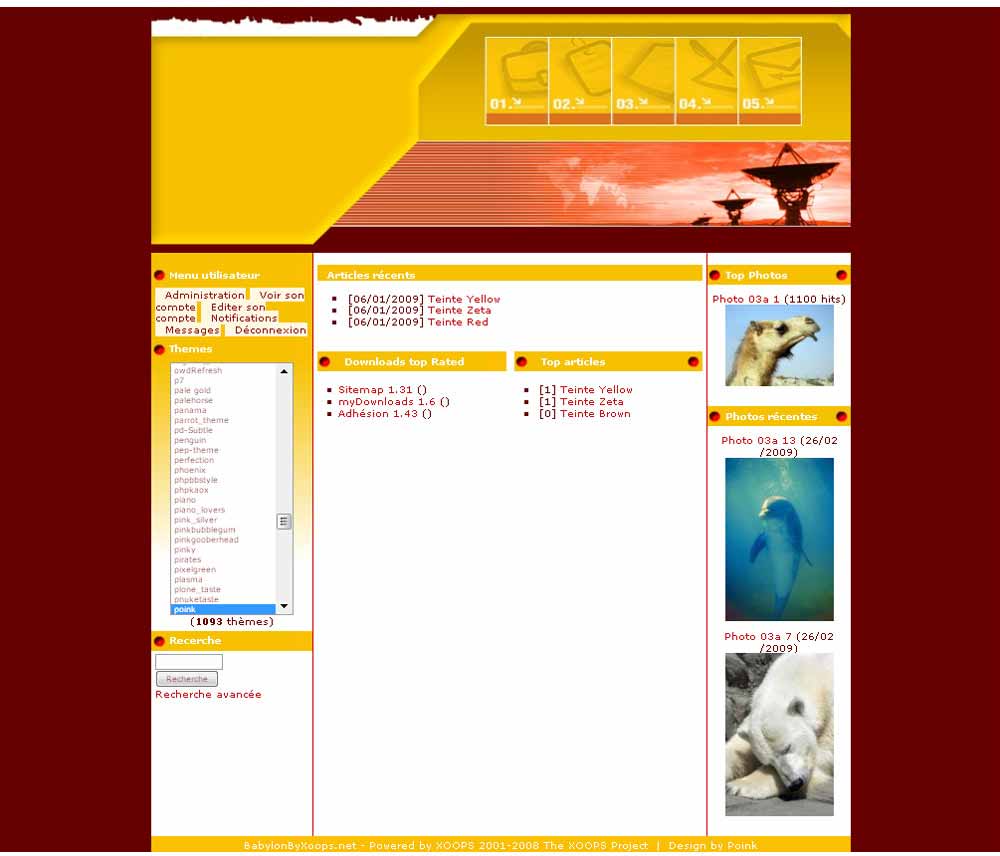 01.
02.
03.
04.
05.
Menu utilisateur
Administration Voir son
compte Editer son
compte Notifications
Messages Déconnexion
Themes
owdRefresh
p7
pale gold
palehorse
panama
parrot_theme
pd-Subtle
penguin
pep-theme
perfection
phoenix
phpbbstyle
phpkaox
piano
piano_lovers
pink_silver
pinkbubblegum
pinkgooberhead
pinky
pirates
pixelgreen
plasma
plone_taste
pnuketaste
poink
(1093 thèmes)
Recerche
Recherche
Recherche avancée
Articles récents
[06/01/2009] Teinte Yellow
[06/01/2009] Teinte Zeta
[06/01/2009] Teinte Red
Downloads top Rated
Sitemap 1.31 ()
myDownloads 1.6 ()
Adhésion 1.43 ()
Top articles
[1] Teinte Yellow
[1] Teinte Zeta
[0] Teinte Brown
Top Photos
Photo 03a 1 (1100 hits)
Photos récentes
Photo 03a 13 (26/02
/2009)
Photo 03a 7 (26/02
/2009)
BabylonByXoops.net - Powered by XOOPS 2001-2008 The XOOPS Project | Design by Poink